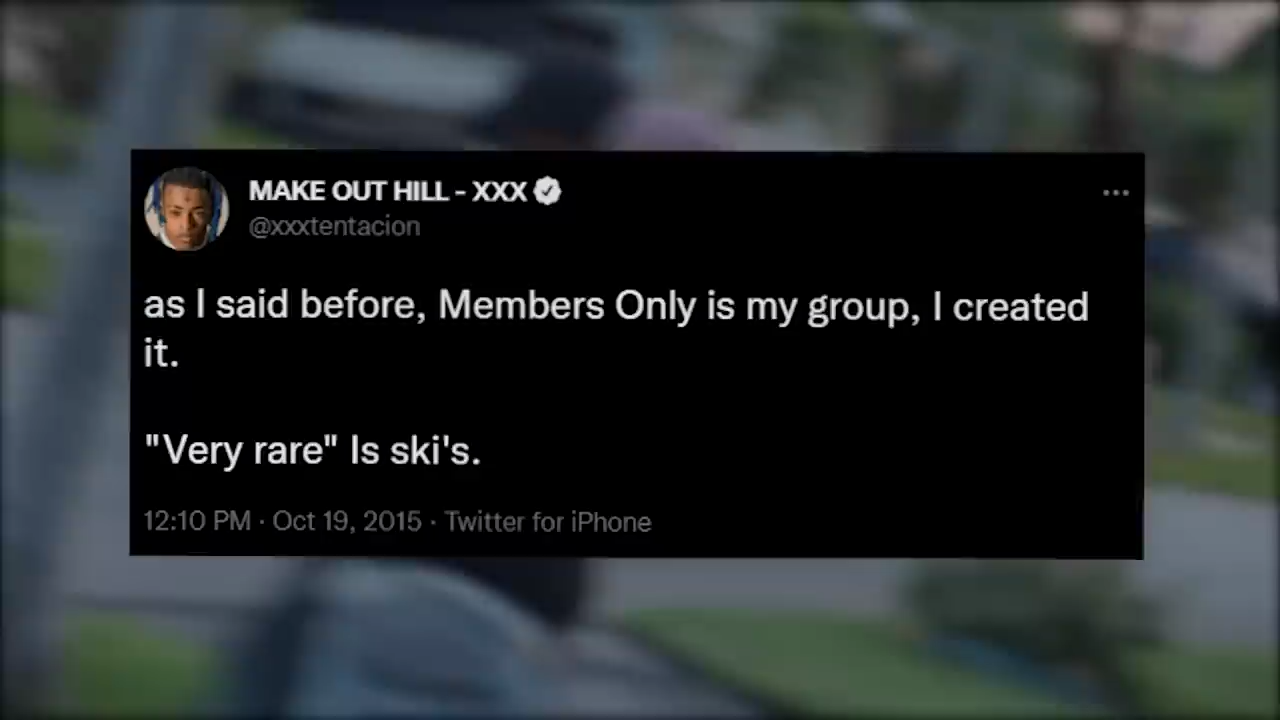 MAKE OUT HILL - XXX
@xxxtentacion
as I said before, Members Only is my group, I created
it.
"Very rare" Is ski's.
12:10 PM · Oct 19, 2015 · Twitter for iPhone